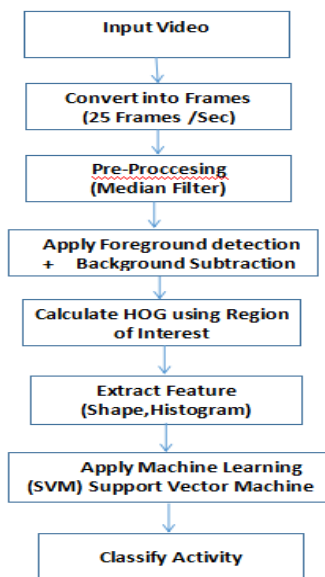 Input Video
Convert into Frames
(25 Frames /Sec)
Pre-Proccesing
(Median Filter)
Apply Foreground detection
+ Background Subtraction
Calculate HOG using Region
of Interest
Extract Feature
(Shape,Histogram)
Apply Machine Learning
(SVM) Support Vector Machine
Classify Activity